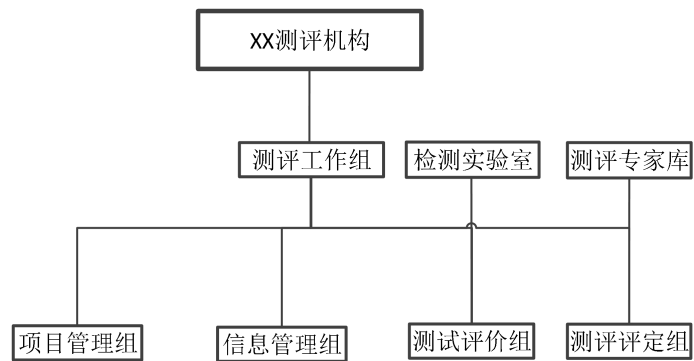 XX测评机构
测评工作组
检测实验室
测评专家库
项目管理组
信息管理组
测试评价组
测评评定组